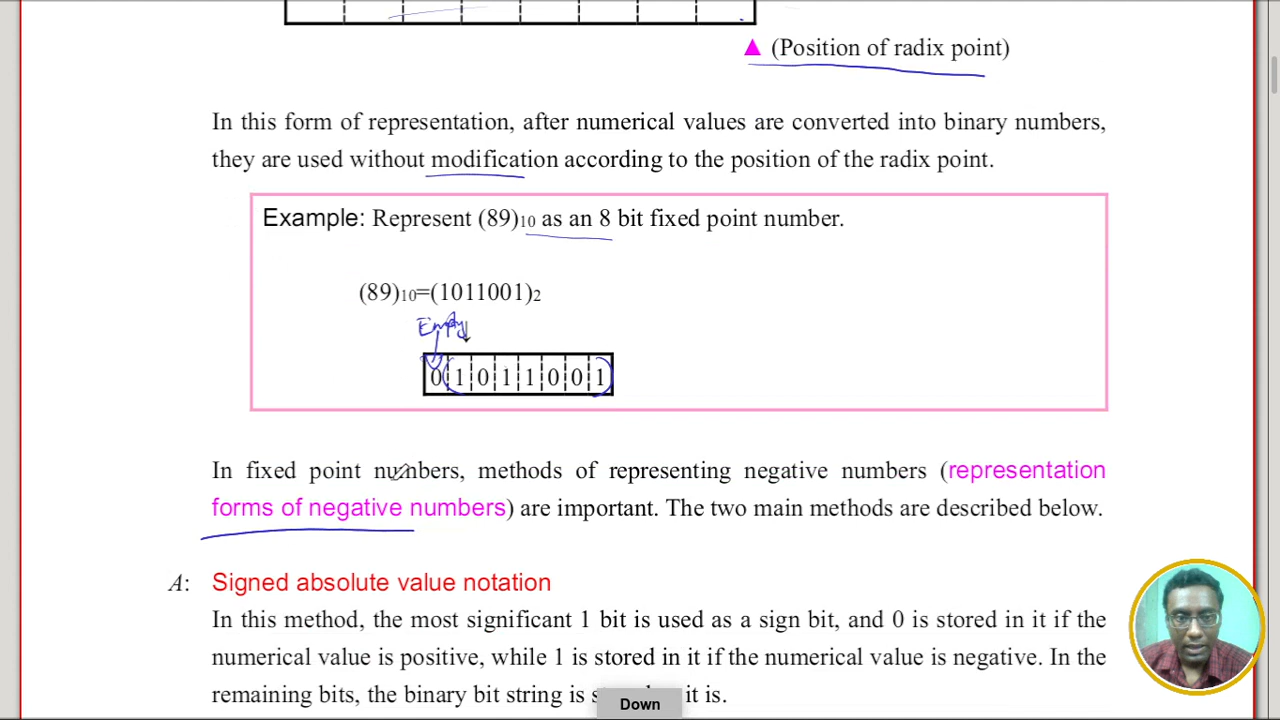 ▲ (Position of radix point)
In this form of representation, after numerical values are converted into binary numbers,
they are used without modification according to the position of the radix point.
Example: Represent (89)10 as an 8 bit fixed point number.
(89)10=(1011001)2
Empty
0 1 0 1 1 0 0 1
In fixed point numbers, methods of representing negative numbers (representation
forms of negative numbers) are important. The two main methods are described below.
A: Signed absolute value notation
In this method, the most significant 1 bit is used as a sign bit, and 0 is stored in it if the
numerical value is positive, while 1 is stored in it if the numerical value is negative. In the
remaining bits, the binary bit string is it is.
Down